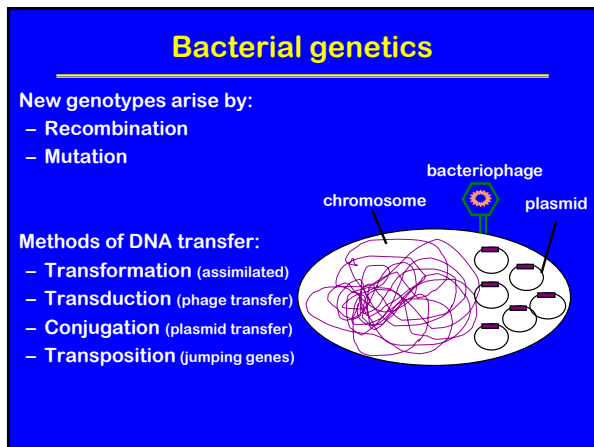 Bacterial genetics
New genotypes arise by:
– Recombination
– Mutation
bacteriophage
chromosome
plasmid
Methods of DNA transfer:
– Transformation (assimilated)
– Transduction (phage transfer)
– Conjugation (plasmid transfer)
– Transposition (jumping genes)